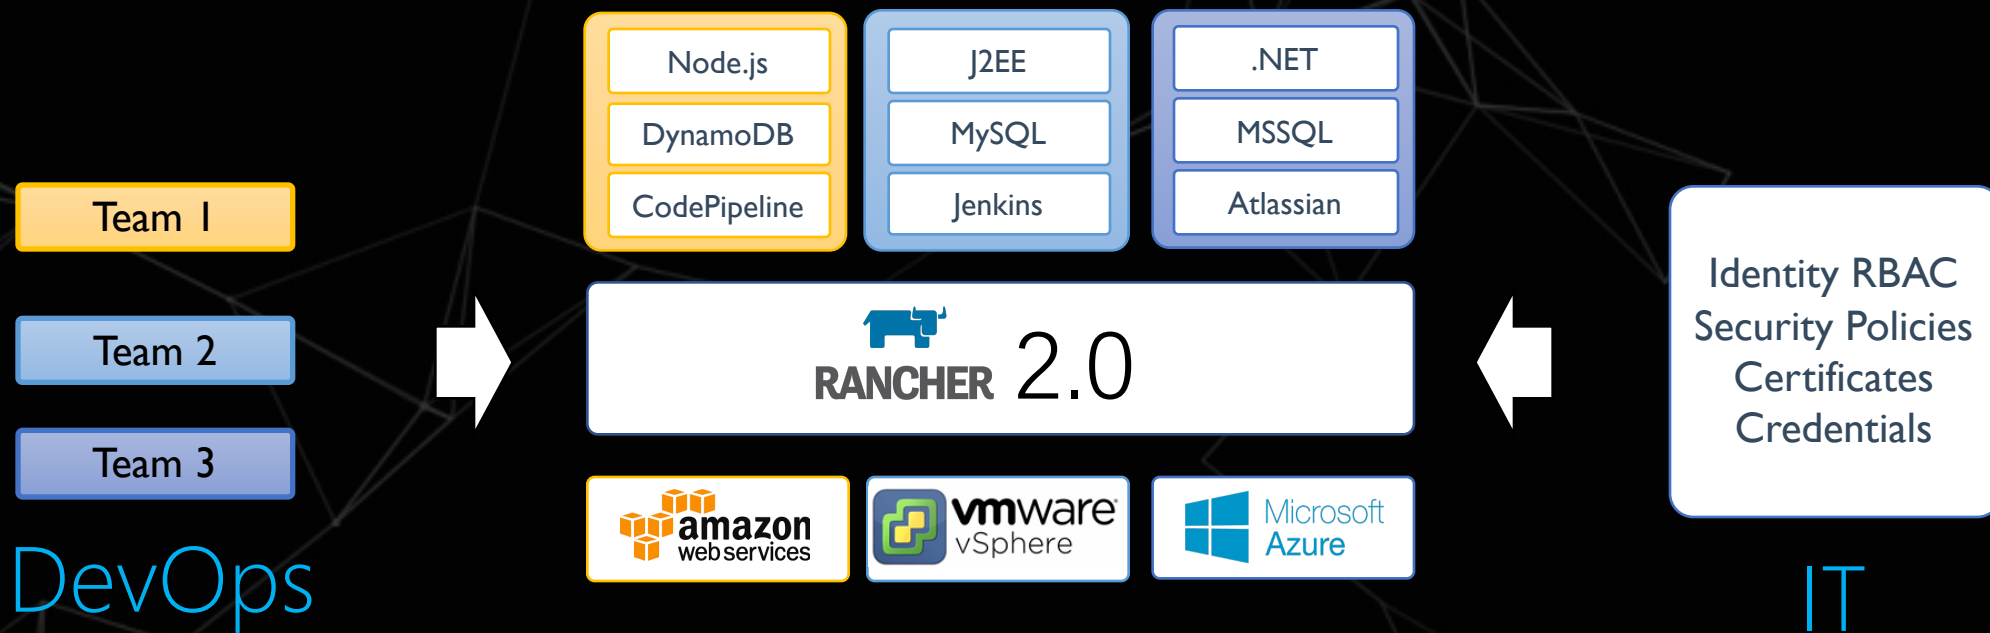 Team 1
Team 2
Team 3
DevOps
Node.js
DynamoDB
CodePipeline
J2EE
MySQL
Jenkins
.NET
MSSQL
Atlassian
RANCHER 2.0
amazon
web services
vmware
vSphere
Microsoft
Azure
Identity RBAC
Security Policies
Certificates
Credentials
IT